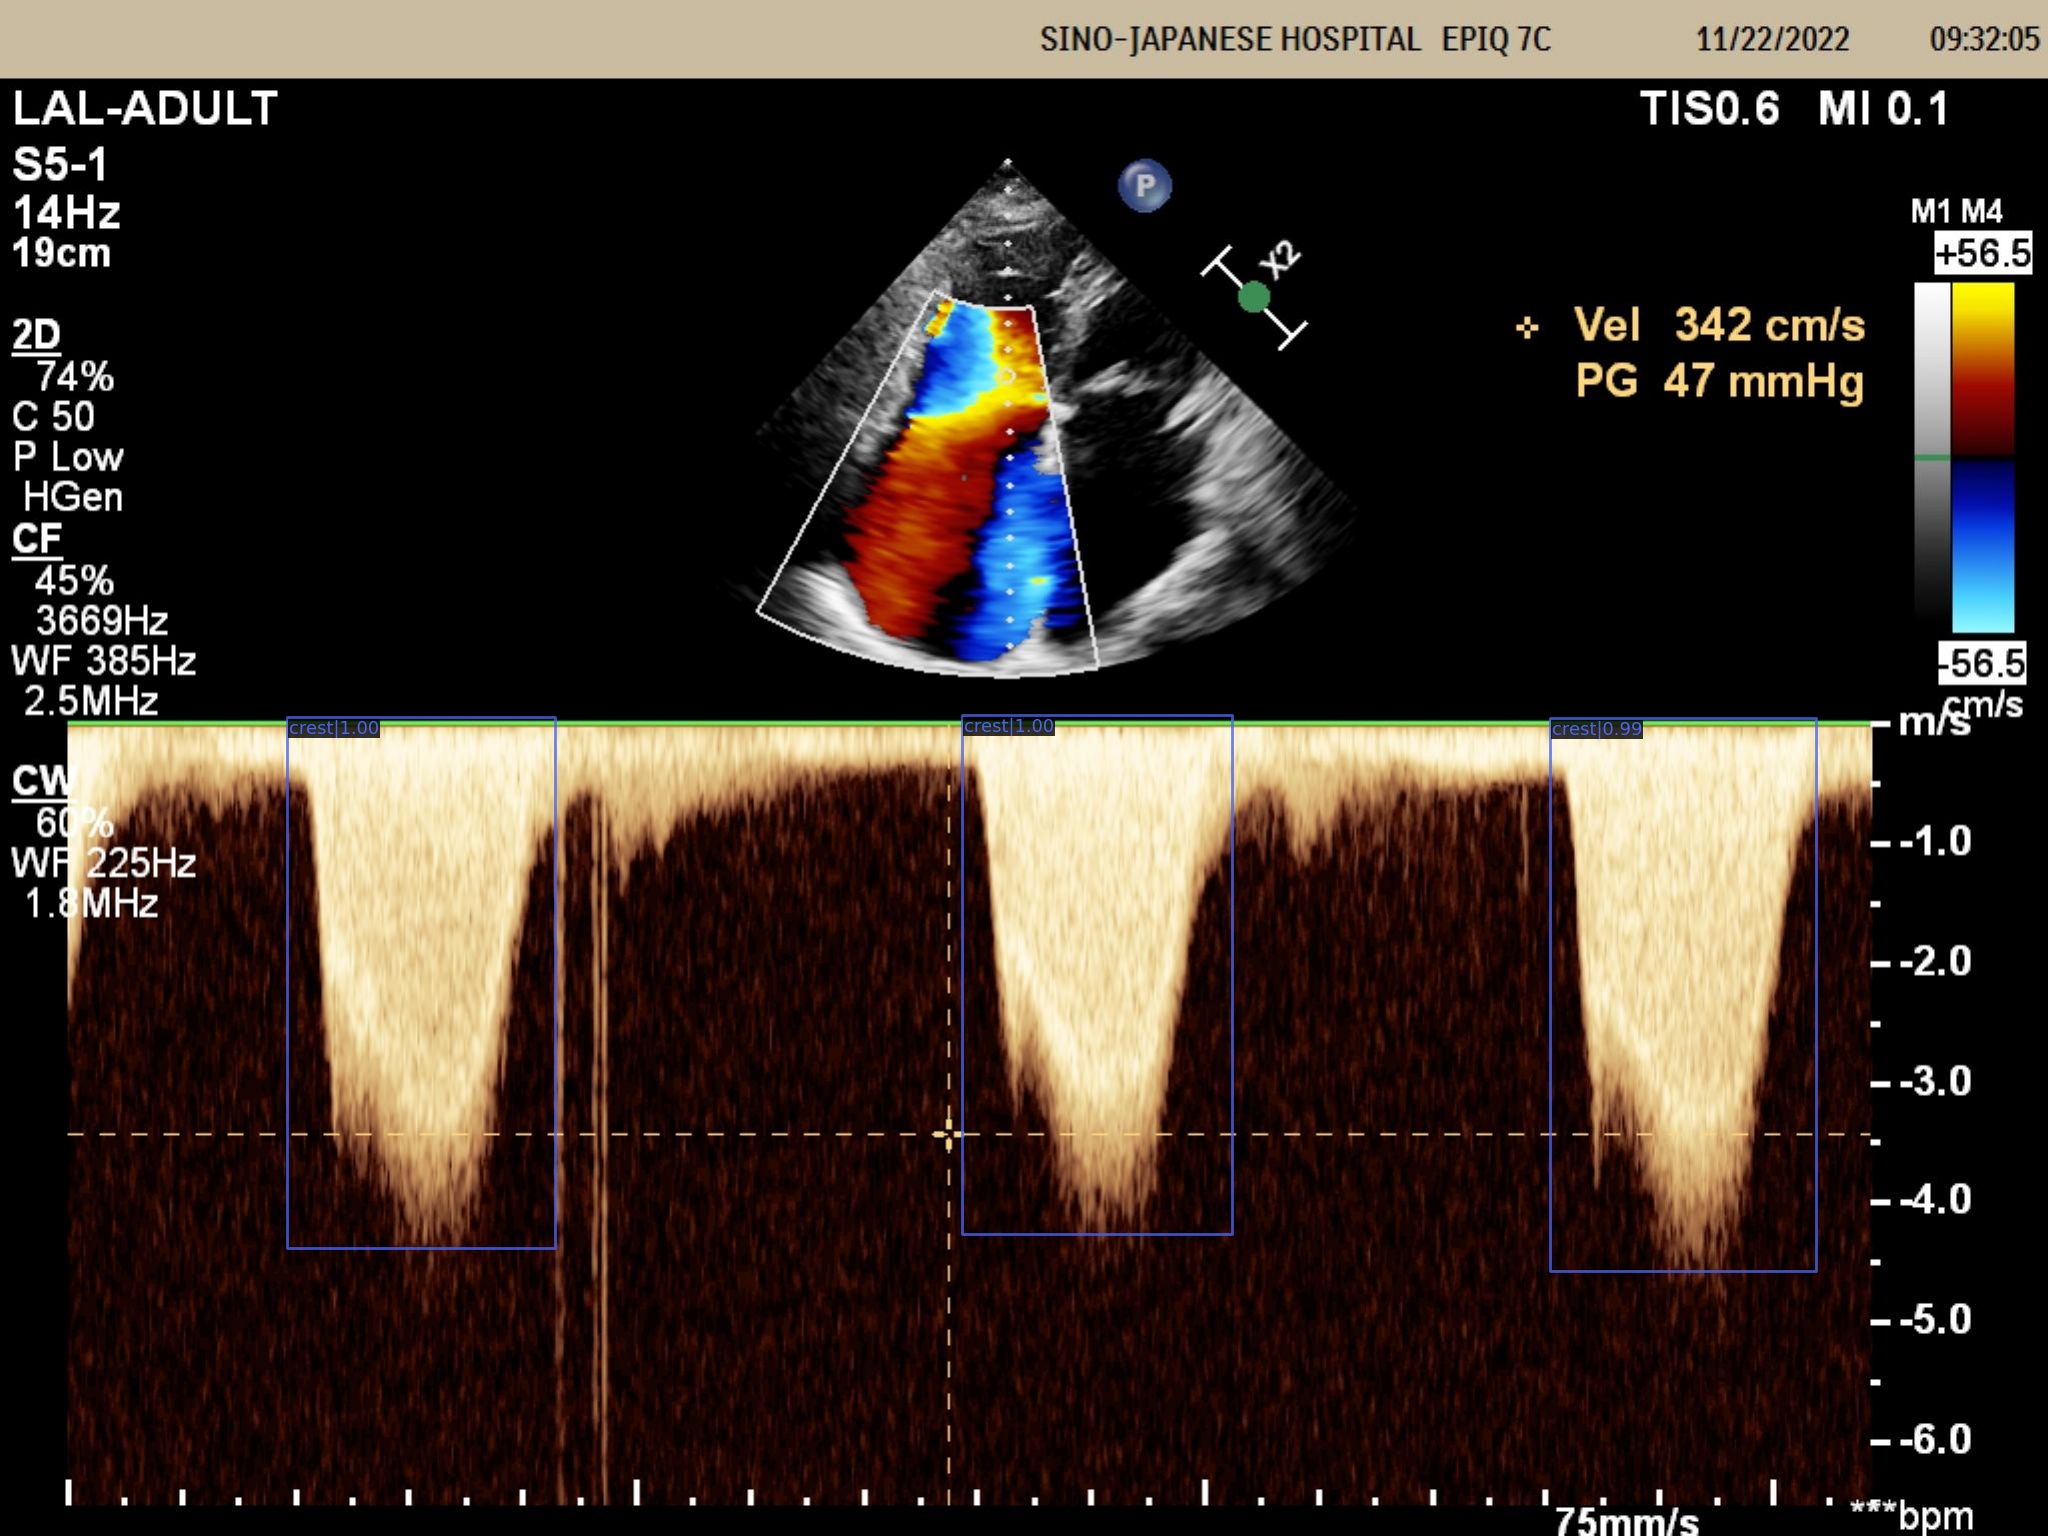 SINO-JAPANESE HOSPITAL EPIQ 7C 11/22/2022 09:32:05
LAL-ADULT
TIS0.6 MI 0.1
S5-1
14Hz
19cm
2D
74%
C 50
P Low
HGen
CF
45%
3669Hz
WF 385Hz
2.5MHz
CW
60%
WF 225Hz
1.8MHz
P
X2
Vel 342 cm/s
PG 47 mmHg
M1 M4
+56.5
-56.5
cm/s
m/s
-1.0
-2.0
-3.0
-4.0
-5.0
-6.0
crest|1.00
crest|1.00
crest|0.99
75mm/s
***bpm